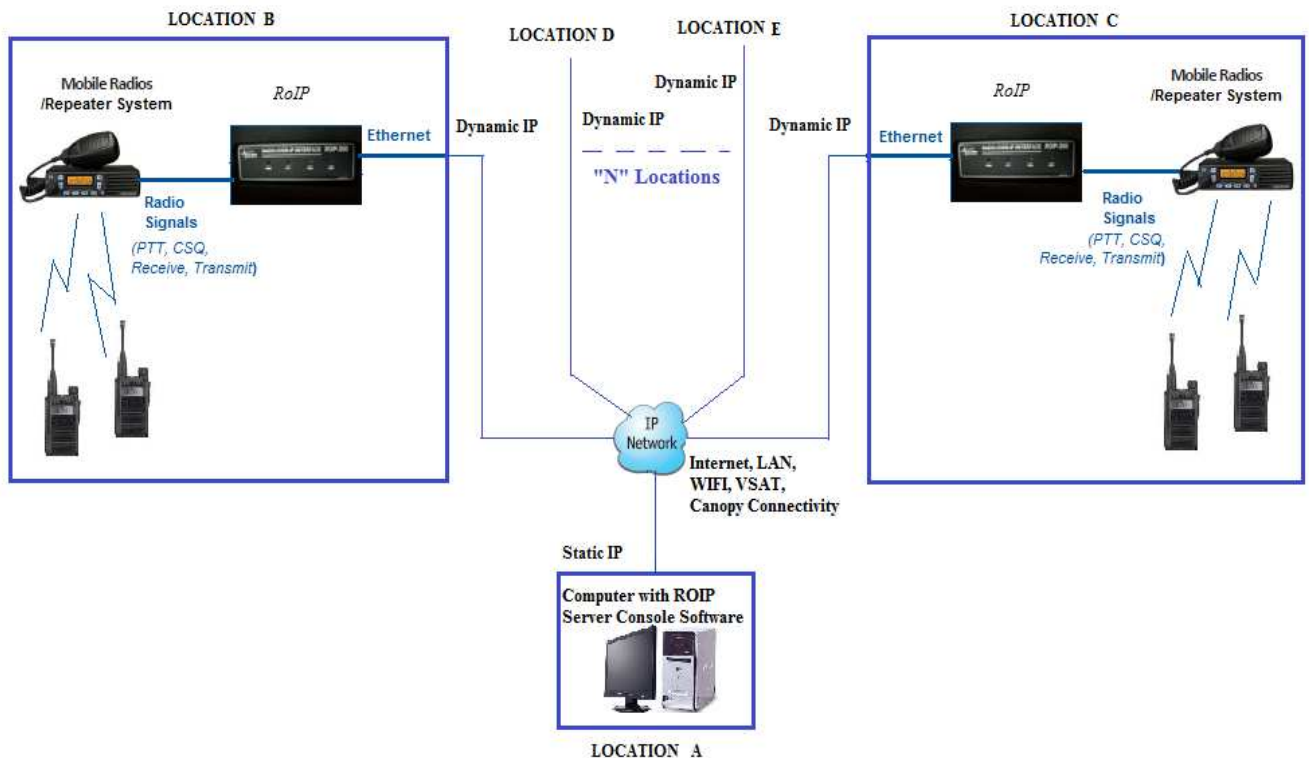 LOCATION B
LOCATION D
LOCATION E
LOCATION C
Mobile Radios
/Repeater System
RoIP
Ethernet
Dynamic IP
Dynamic IP
Dynamic IP
"N" Locations
Dynamic IP
Ethernet
RoIP
Mobile Radios
/Repeater System
Radio
Signals
(PTT, CSQ,
Receive, Transmit)
Radio
Signals
(PTT, CSQ,
Receive, Transmit)
IP
Network
Internet, LAN,
WIFI, VSAT,
Canopy Connectivity
Static IP
Computer with ROIP
Server Console Software
LOCATION A